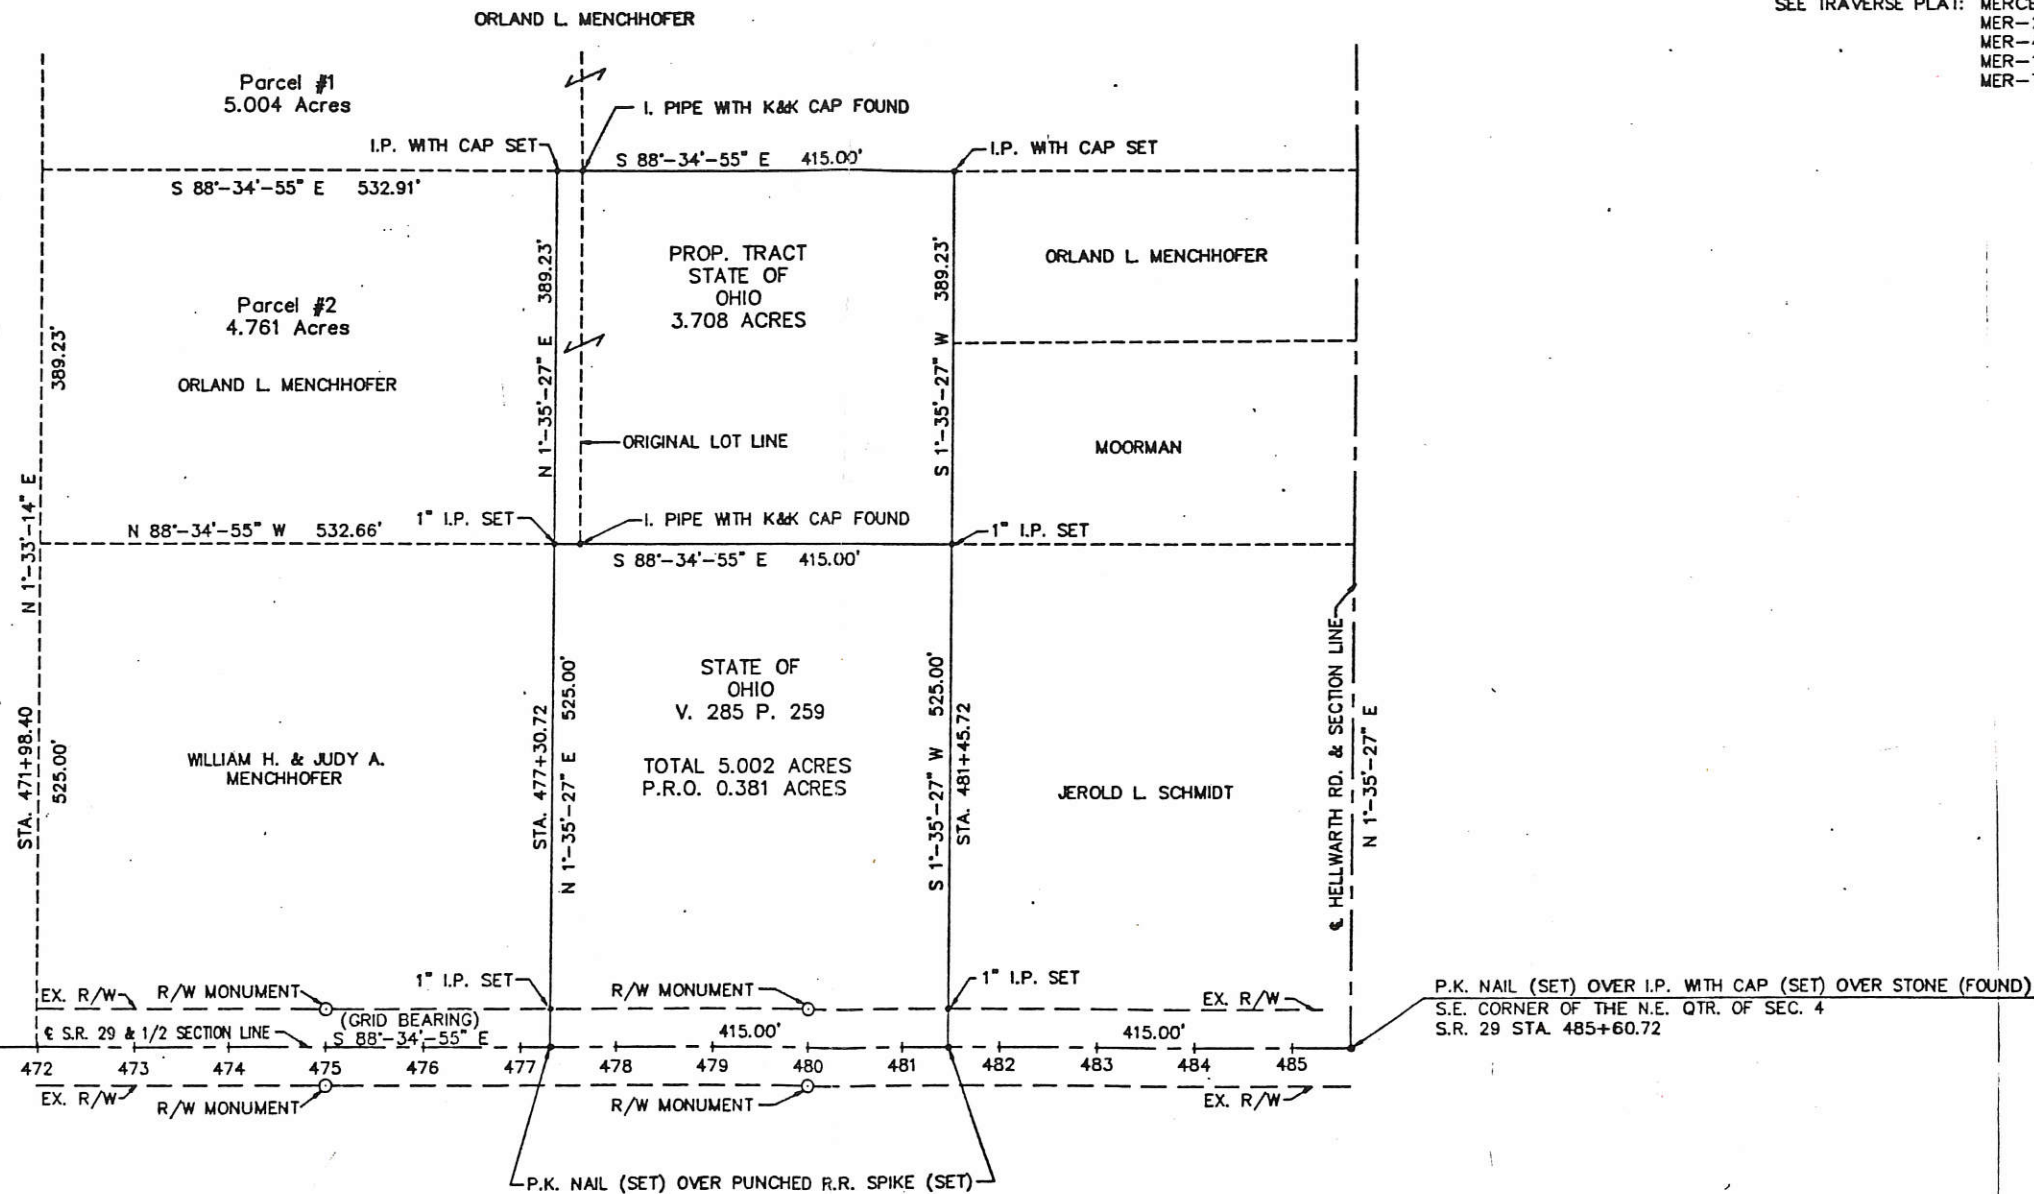 ORLAND L. MENCHHOFER
SEE TRAVERSE PLAT:
Parcel #1
5.004 Acres
I. PIPE WITH K&K CAP FOUND
I.P. WITH CAP SET
S 88°-34'-55" E 415.00'
I.P. WITH CAP SET
S 88°-34'-55" E 532.91'
N 1°-35'-27" E 389.23'
PROP. TRACT
STATE OF
OHIO
3.708 ACRES
S 1°-35'-27" W 389.23'
ORLAND L. MENCHHOFER
Parcel #2
4.761 Acres
389.23'
ORLAND L. MENCHHOFER
ORIGINAL LOT LINE
MOORMAN
N 1°-33'-14" E
N 88°-34'-55" W 532.66'
1" I.P. SET
I. PIPE WITH K&K CAP FOUND
1" I.P. SET
S 88°-34'-55" E 415.00'
STA. 471+98.40
525.00'
WILLIAM H. & JUDY A.
MENCHHOFER
STA. 477+30.72
N 1°-35'-27" E 525.00'
STATE OF
OHIO
V. 285 P. 259
TOTAL 5.002 ACRES
P.R.O. 0.381 ACRES
S 1°-35'-27" W 525.00'
STA. 481+45.72
JEROLD L. SCHMIDT
℄ HELLWARTH RD. & SECTION LINE
N 1°-35'-27" E
1" I.P. SET
1" I.P. SET
EX. R/W
R/W MONUMENT
R/W MONUMENT
EX. R/W
P.K. NAIL (SET) OVER I.P. WITH CAP (SET) OVER STONE (FOUND)
S.E. CORNER OF THE N.E. QTR. OF SEC. 4
S.R. 29 STA. 485+60.72
(GRID BEARING)
℄ S.R. 29 & 1/2 SECTION LINE
S 88°-34'-55" E
415.00'
415.00'
472 473 474 475 476 477 478 479 480 481 482 483 484 485
EX. R/W
R/W MONUMENT
R/W MONUMENT
EX. R/W
P.K. NAIL (SET) OVER PUNCHED R.R. SPIKE (SET)